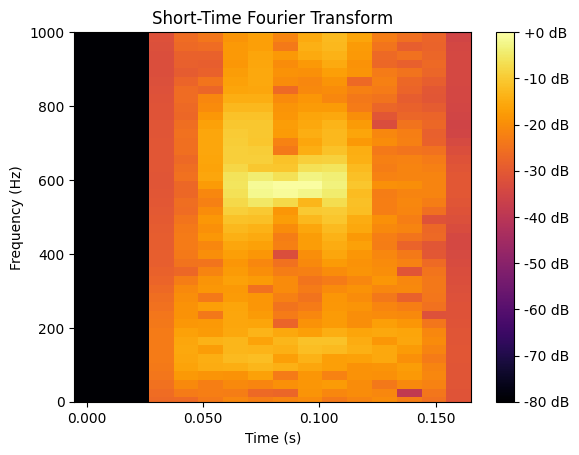 Short-Time Fourier Transform
1000
800
600
400
200
0
Frequency (Hz)
0.000
0.050
0.100
0.150
Time (s)
+0 dB
-10 dB
-20 dB
-30 dB
-40 dB
-50 dB
-60 dB
-70 dB
-80 dB